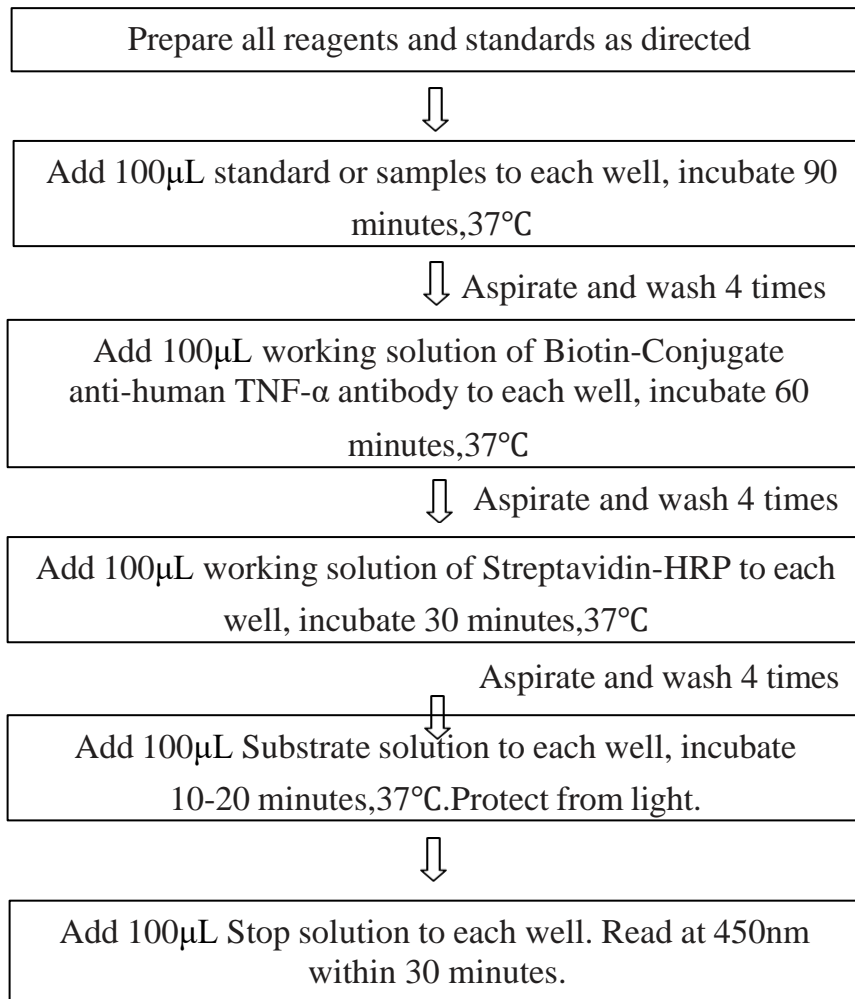 Prepare all reagents and standards as directed
Add 100μL standard or samples to each well, incubate 90
minutes,37℃
Aspirate and wash 4 times
Add 100μL working solution of Biotin-Conjugate
anti-human TNF-α antibody to each well, incubate 60
minutes,37℃
Aspirate and wash 4 times
Add 100μL working solution of Streptavidin-HRP to each
well, incubate 30 minutes,37℃
Aspirate and wash 4 times
Add 100μL Substrate solution to each well, incubate
10-20 minutes,37℃.Protect from light.
Add 100μL Stop solution to each well. Read at 450nm
within 30 minutes.